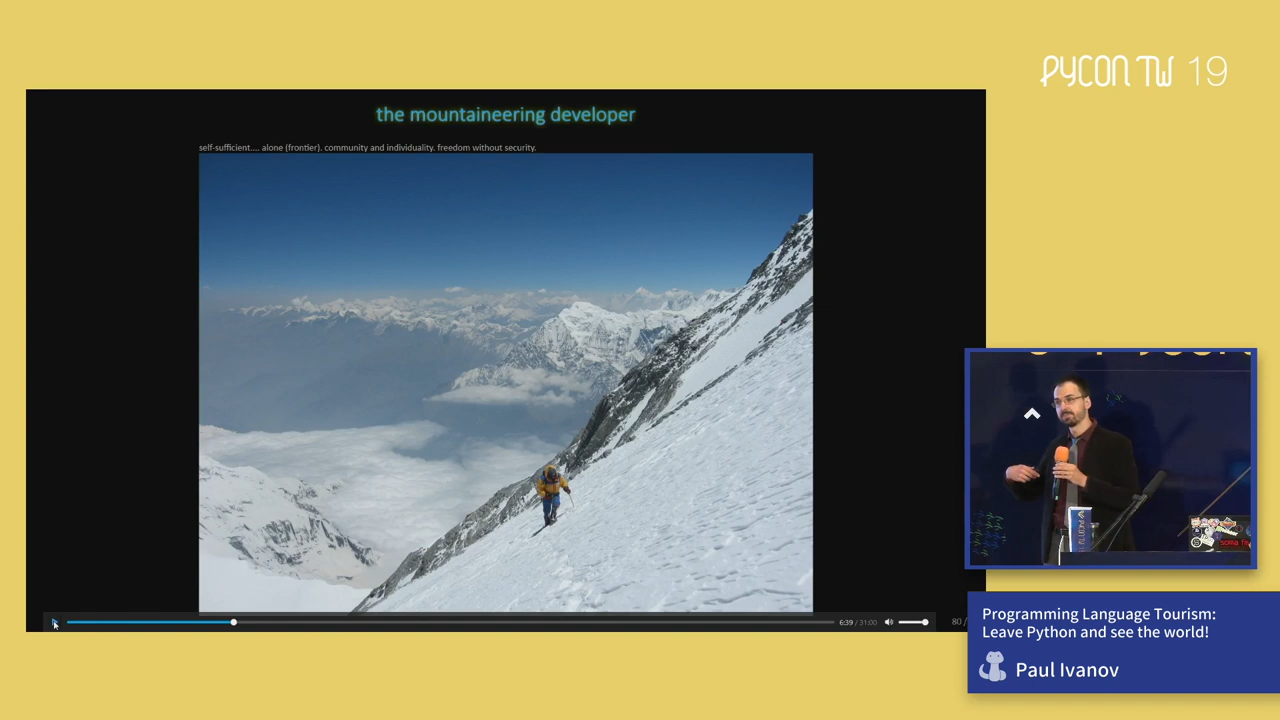 PYCON TW 19
the mountaineering developer
self-sufficient.... alone (frontier). community and individuality. freedom without security.
6:39 / 31:00
80 /
Programming Language Tourism:
Leave Python and see the world!
Paul Ivanov